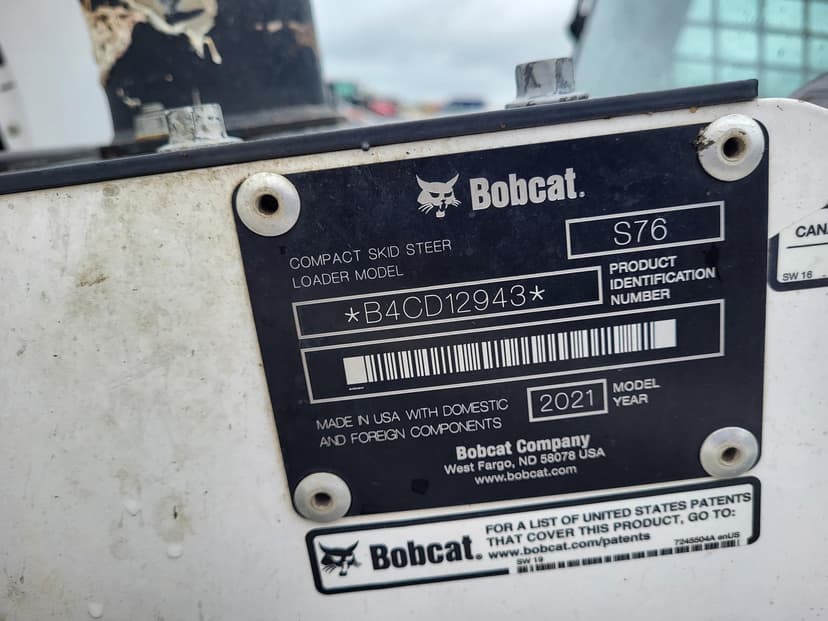 Bobcat.
COMPACT SKID STEER
LOADER MODEL
S76
*B4CD12943*
PRODUCT
IDENTIFICATION
NUMBER
MADE IN USA WITH DOMESTIC
AND FOREIGN COMPONENTS
2021
MODEL
YEAR
Bobcat Company
West Fargo, ND 58078 USA
www.bobcat.com
Bobcat.
FOR A LIST OF UNITED STATES PATENTS
THAT COVER THIS PRODUCT, GO TO:
www.bobcat.com/patents
7245504A enUS
SW 19
CANA
SW 16